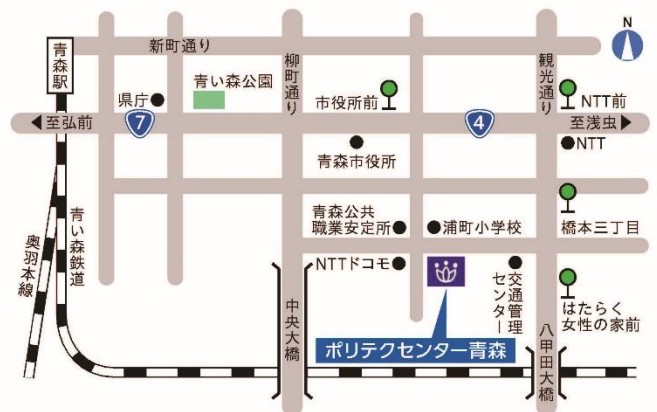 N
新町通り
青森駅
柳町通り
観光通り
青い森公園
県庁
市役所前
NTT前
◀至弘前
7
4
至浅虫▶
NTT
青森市役所
青い森鉄道
奥羽本線
青森公共
職業安定所
浦町小学校
橋本三丁目
NTTドコモ
交通管理
センター
はたらく
女性の家前
中央大橋
ポリテクセンター青森
八甲田大橋